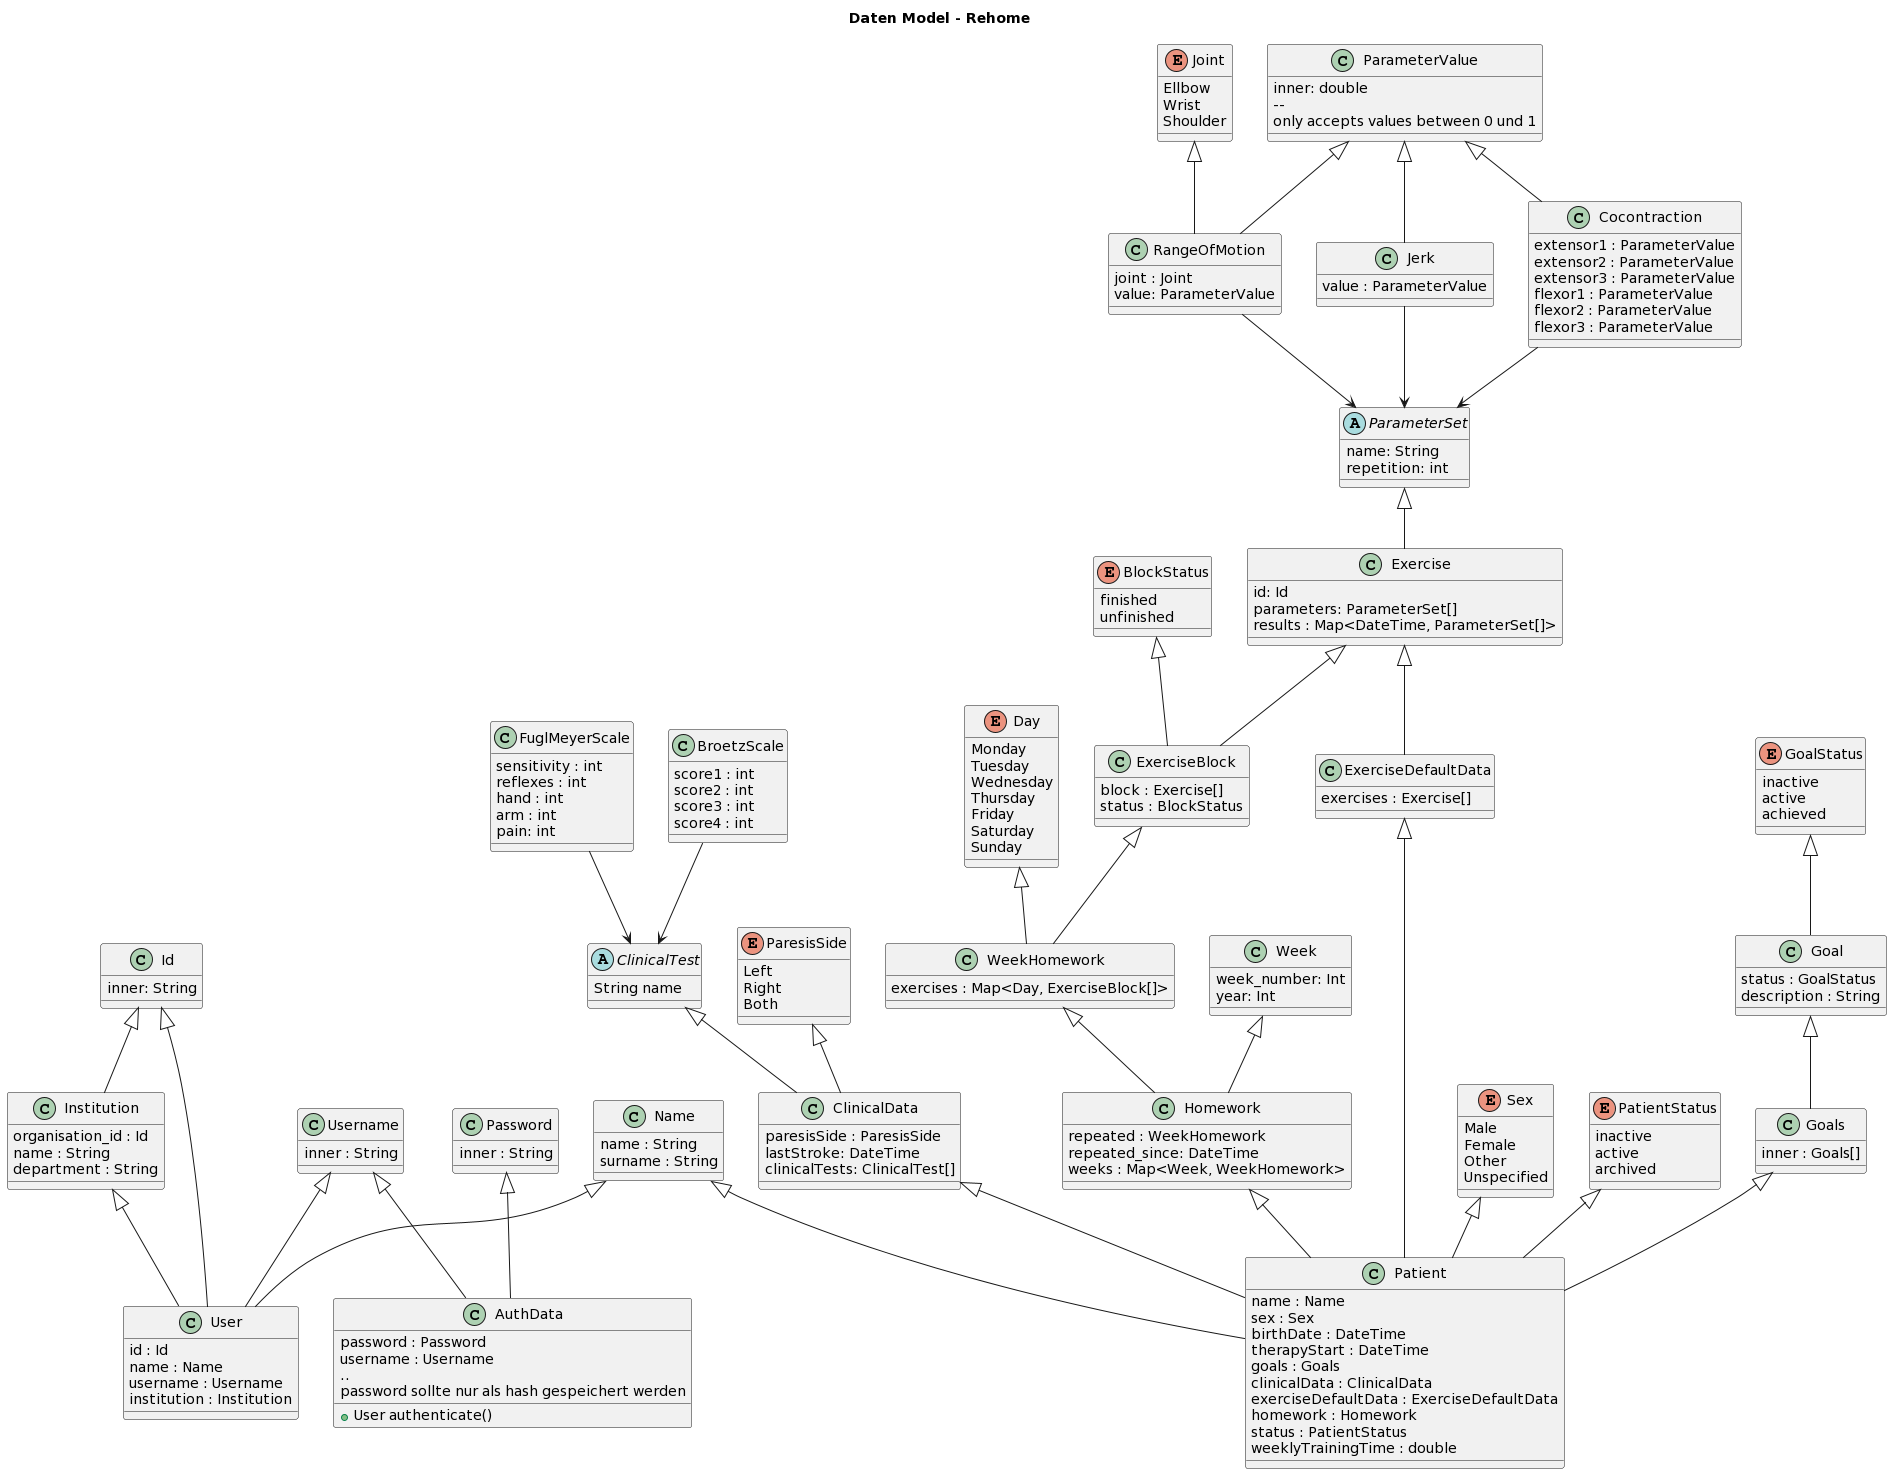 Daten Model - Rehome
E Joint
Ellbow
Wrist
Shoulder
C ParameterValue
inner: double
--
only accepts values between 0 und 1
C RangeOfMotion
joint : Joint
value: ParameterValue
C Jerk
value : ParameterValue
C Cocontraction
extensor1 : ParameterValue
extensor2 : ParameterValue
extensor3 : ParameterValue
flexor1 : ParameterValue
flexor2 : ParameterValue
flexor3 : ParameterValue
A ParameterSet
name: String
repetition: int
E BlockStatus
finished
unfinished
C Exercise
id: Id
parameters: ParameterSet[]
results : Map<DateTime, ParameterSet[]>
C FuglMeyerScale
sensitivity : int
reflexes : int
hand : int
arm : int
pain: int
C BroetzScale
score1 : int
score2 : int
score3 : int
score4 : int
E Day
Monday
Tuesday
Wednesday
Thursday
Friday
Saturday
Sunday
C ExerciseBlock
block : Exercise[]
status : BlockStatus
C ExerciseDefaultData
exercises : Exercise[]
E GoalStatus
inactive
active
achieved
C Id
inner: String
A ClinicalTest
String name
E ParesisSide
Left
Right
Both
C WeekHomework
exercises : Map<Day, ExerciseBlock[]>
C Week
week_number: Int
year: Int
C Goal
status : GoalStatus
description : String
C Institution
organisation_id : Id
name : String
department : String
C Username
inner : String
C Password
inner : String
C Name
name : String
surname : String
C ClinicalData
paresisSide : ParesisSide
lastStroke: DateTime
clinicalTests: ClinicalTest[]
C Homework
repeated : WeekHomework
repeated_since: DateTime
weeks : Map<Week, WeekHomework>
E Sex
Male
Female
Other
Unspecified
E PatientStatus
inactive
active
archived
C Goals
inner : Goals[]
C User
id : Id
name : Name
username : Username
institution : Institution
C AuthData
password : Password
username : Username
..
password sollte nur als hash gespeichert werden
User authenticate()
C Patient
name : Name
sex : Sex
birthDate : DateTime
therapyStart : DateTime
goals : Goals
clinicalData : ClinicalData
exerciseDefaultData : ExerciseDefaultData
homework : Homework
status : PatientStatus
weeklyTrainingTime : double